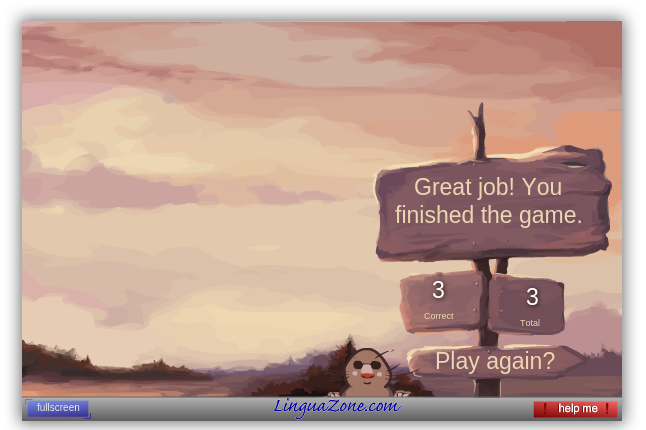 Great job! You
finished the game.
3
3
Correct
Total
Play again?
fullscreen
LinguaZone.com
! help me !